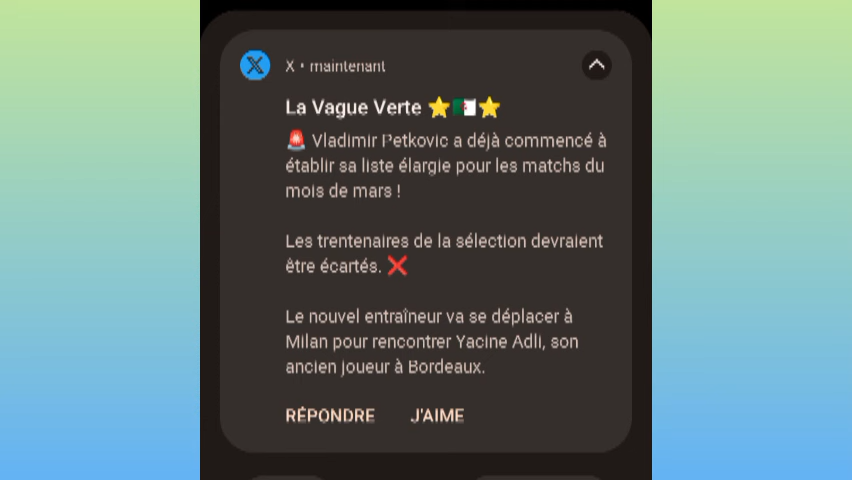 X • maintenant
La Vague Verte ⭐🇩🇿⭐
🚨 Vladimir Petkovic a déjà commencé à
établir sa liste élargie pour les matchs du
mois de mars !
Les trentenaires de la sélection devraient
être écartés. ❌
Le nouvel entraîneur va se déplacer à
Milan pour rencontrer Yacine Adli, son
ancien joueur à Bordeaux.
RÉPONDRE J'AIME